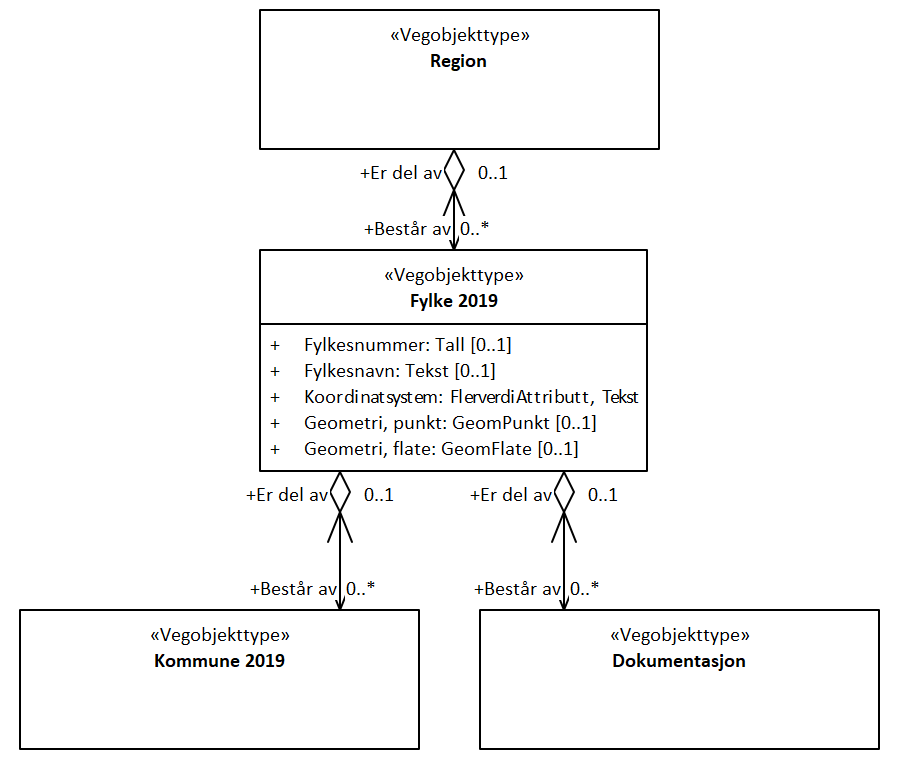 «Vegobjekttype»
Region
+Er del av 0..1
+Består av 0..*
«Vegobjekttype»
Fylke 2019
+ Fylkesnummer: Tall [0..1]
+ Fylkesnavn: Tekst [0..1]
+ Koordinatsystem: FlerverdiAttributt, Tekst
+ Geometri, punkt: GeomPunkt [0..1]
+ Geometri, flate: GeomFlate [0..1]
+Er del av 0..1 +Er del av 0..1
+Består av 0..* +Består av 0..*
«Vegobjekttype»
Kommune 2019
«Vegobjekttype»
Dokumentasjon